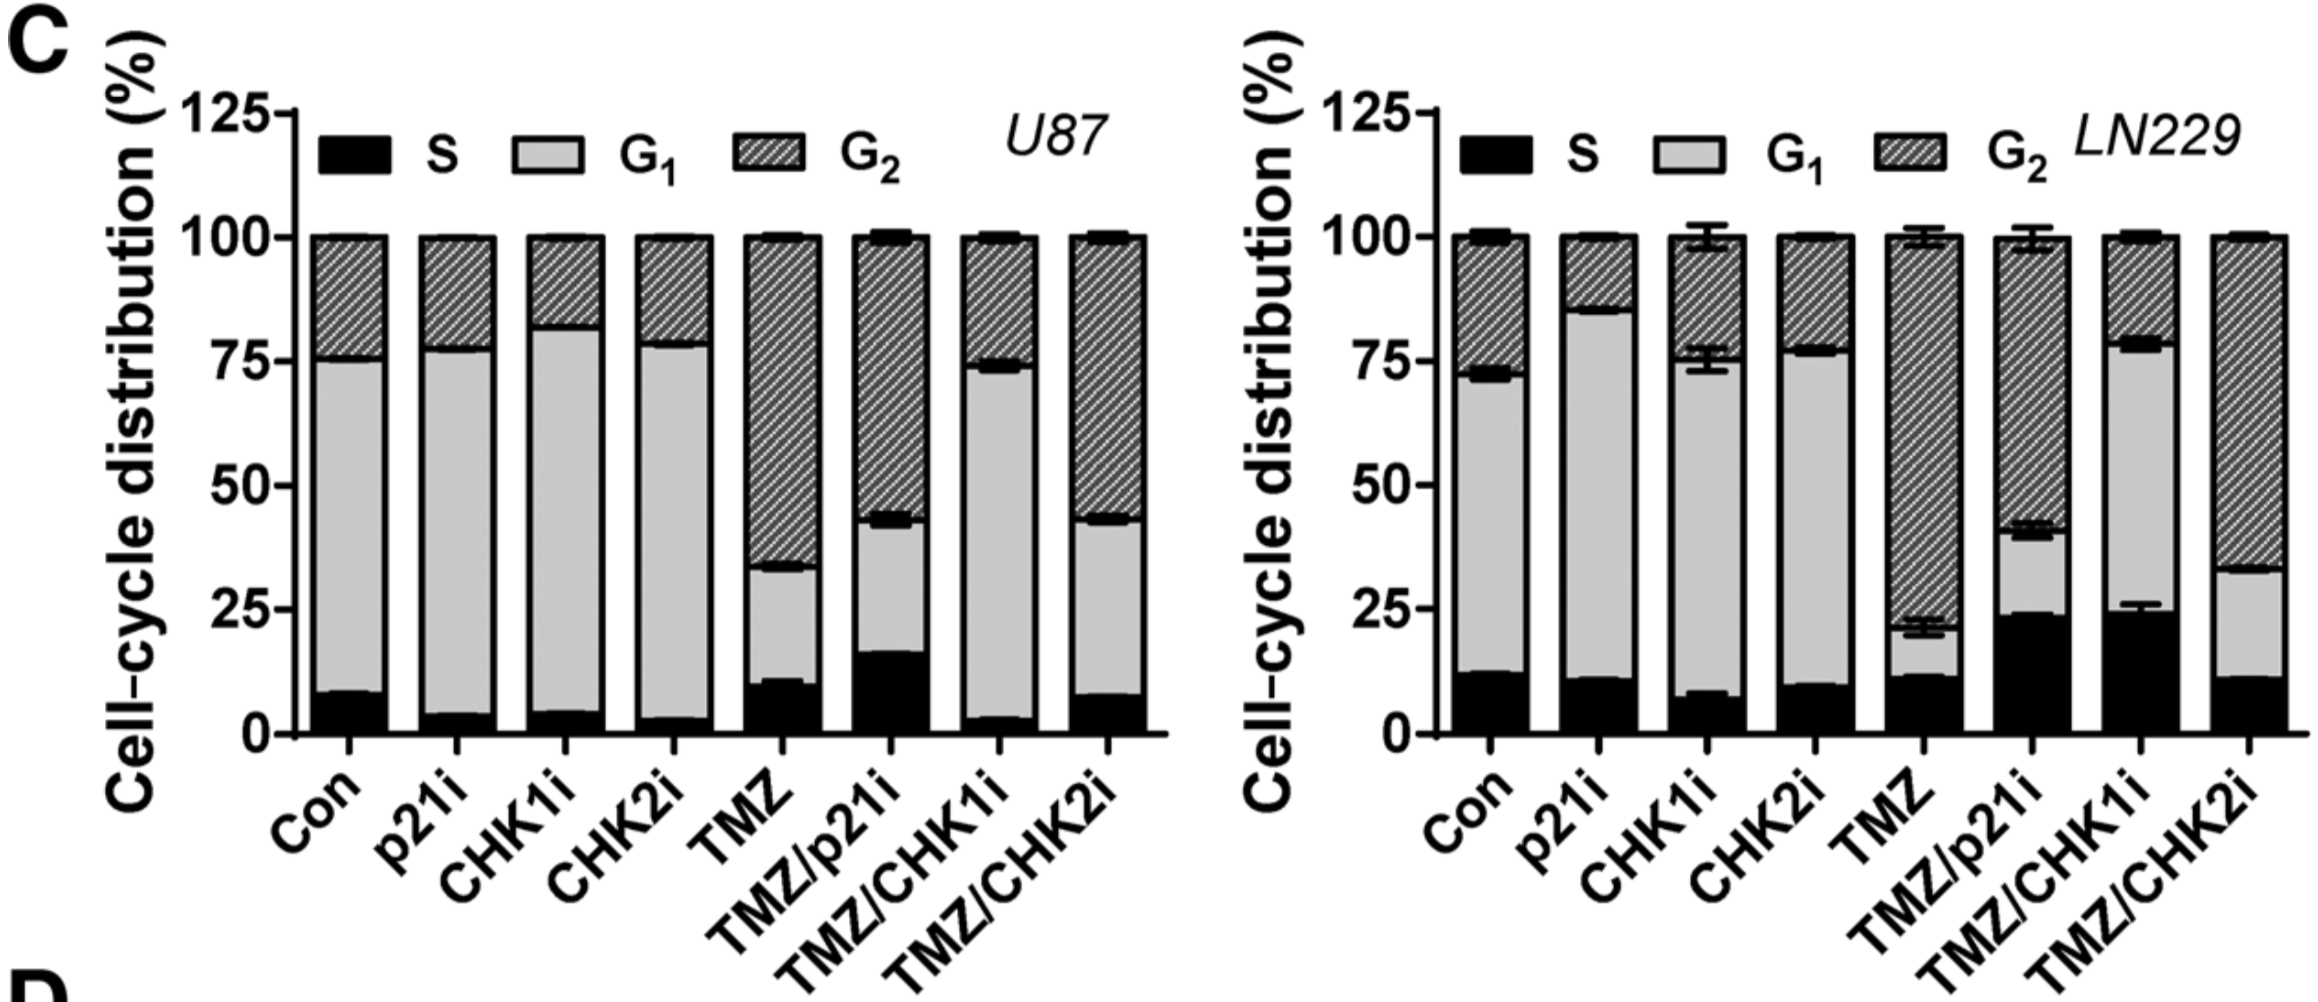 C
Cell-cycle distribution (%)
125
100
75
50
25
0
S G₁ G₂ U87
Con
p21i
CHK1i
CHK2i
TMZ
TMZ/p21i
TMZ/CHK1i
TMZ/CHK2i
Cell-cycle distribution (%)
125
100
75
50
25
0
S G₁ G₂ LN229
Con
p21i
CHK1i
CHK2i
TMZ
TMZ/p21i
TMZ/CHK1i
TMZ/CHK2i
D